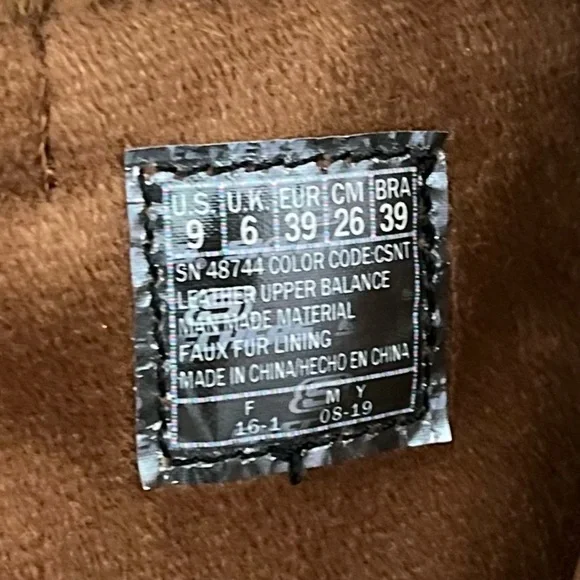 U.S. U.K. EUR CM BRA
9 6 39 26 39
SN 48744 COLOR CODE:CSNT
LEATHER UPPER BALANCE
MAN MADE MATERIAL
FAUX FUR LINING
MADE IN CHINA/HECHO EN CHINA
F M Y
16-1 08-19